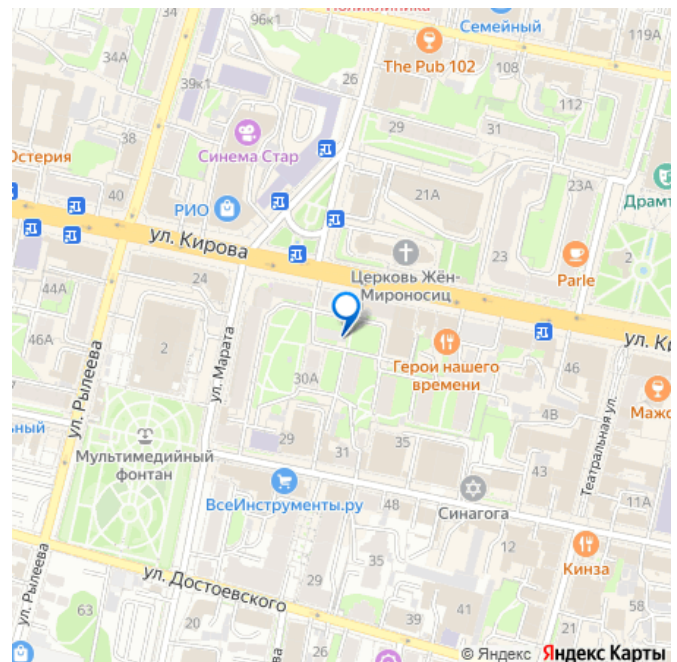 Поликлиника
96к1
Семейный
34А
26
The Pub 102
108
39к1
112
38
29
31
Остерия
Синема Стар
40
21А
23А
РИО
Драмт
ул. Кирова
23
2
24
Церковь Жён-
Мироносиц
Parle
44А
ул. Марата
ул. Ки
46А
2
Герои нашего
времени
46
ул. Рылеева
30А
Мажо
4В
Театральная ул.
ьный
Мультимедийный
фонтан
29
31
35
43
ВсеИнструменты.ру
48
Синагога
11А
12
35
Кинза
ул. Рылеева
ул. Достоевского
29
63
41
58
39
20
14
21
© Яндекс Яндекс Карты